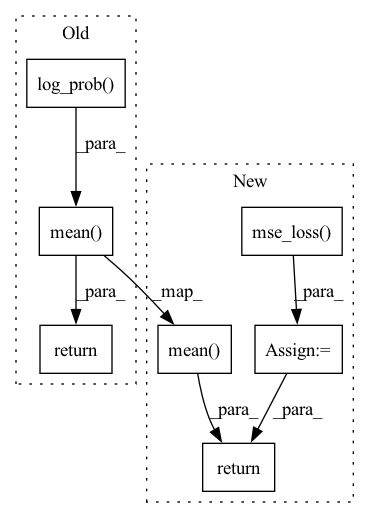 Old
log_prob()
_para_
New
mean()
mse_loss()
_para_
_map_
_para_
return
mean()
Assign:=
_para_
_para_
return